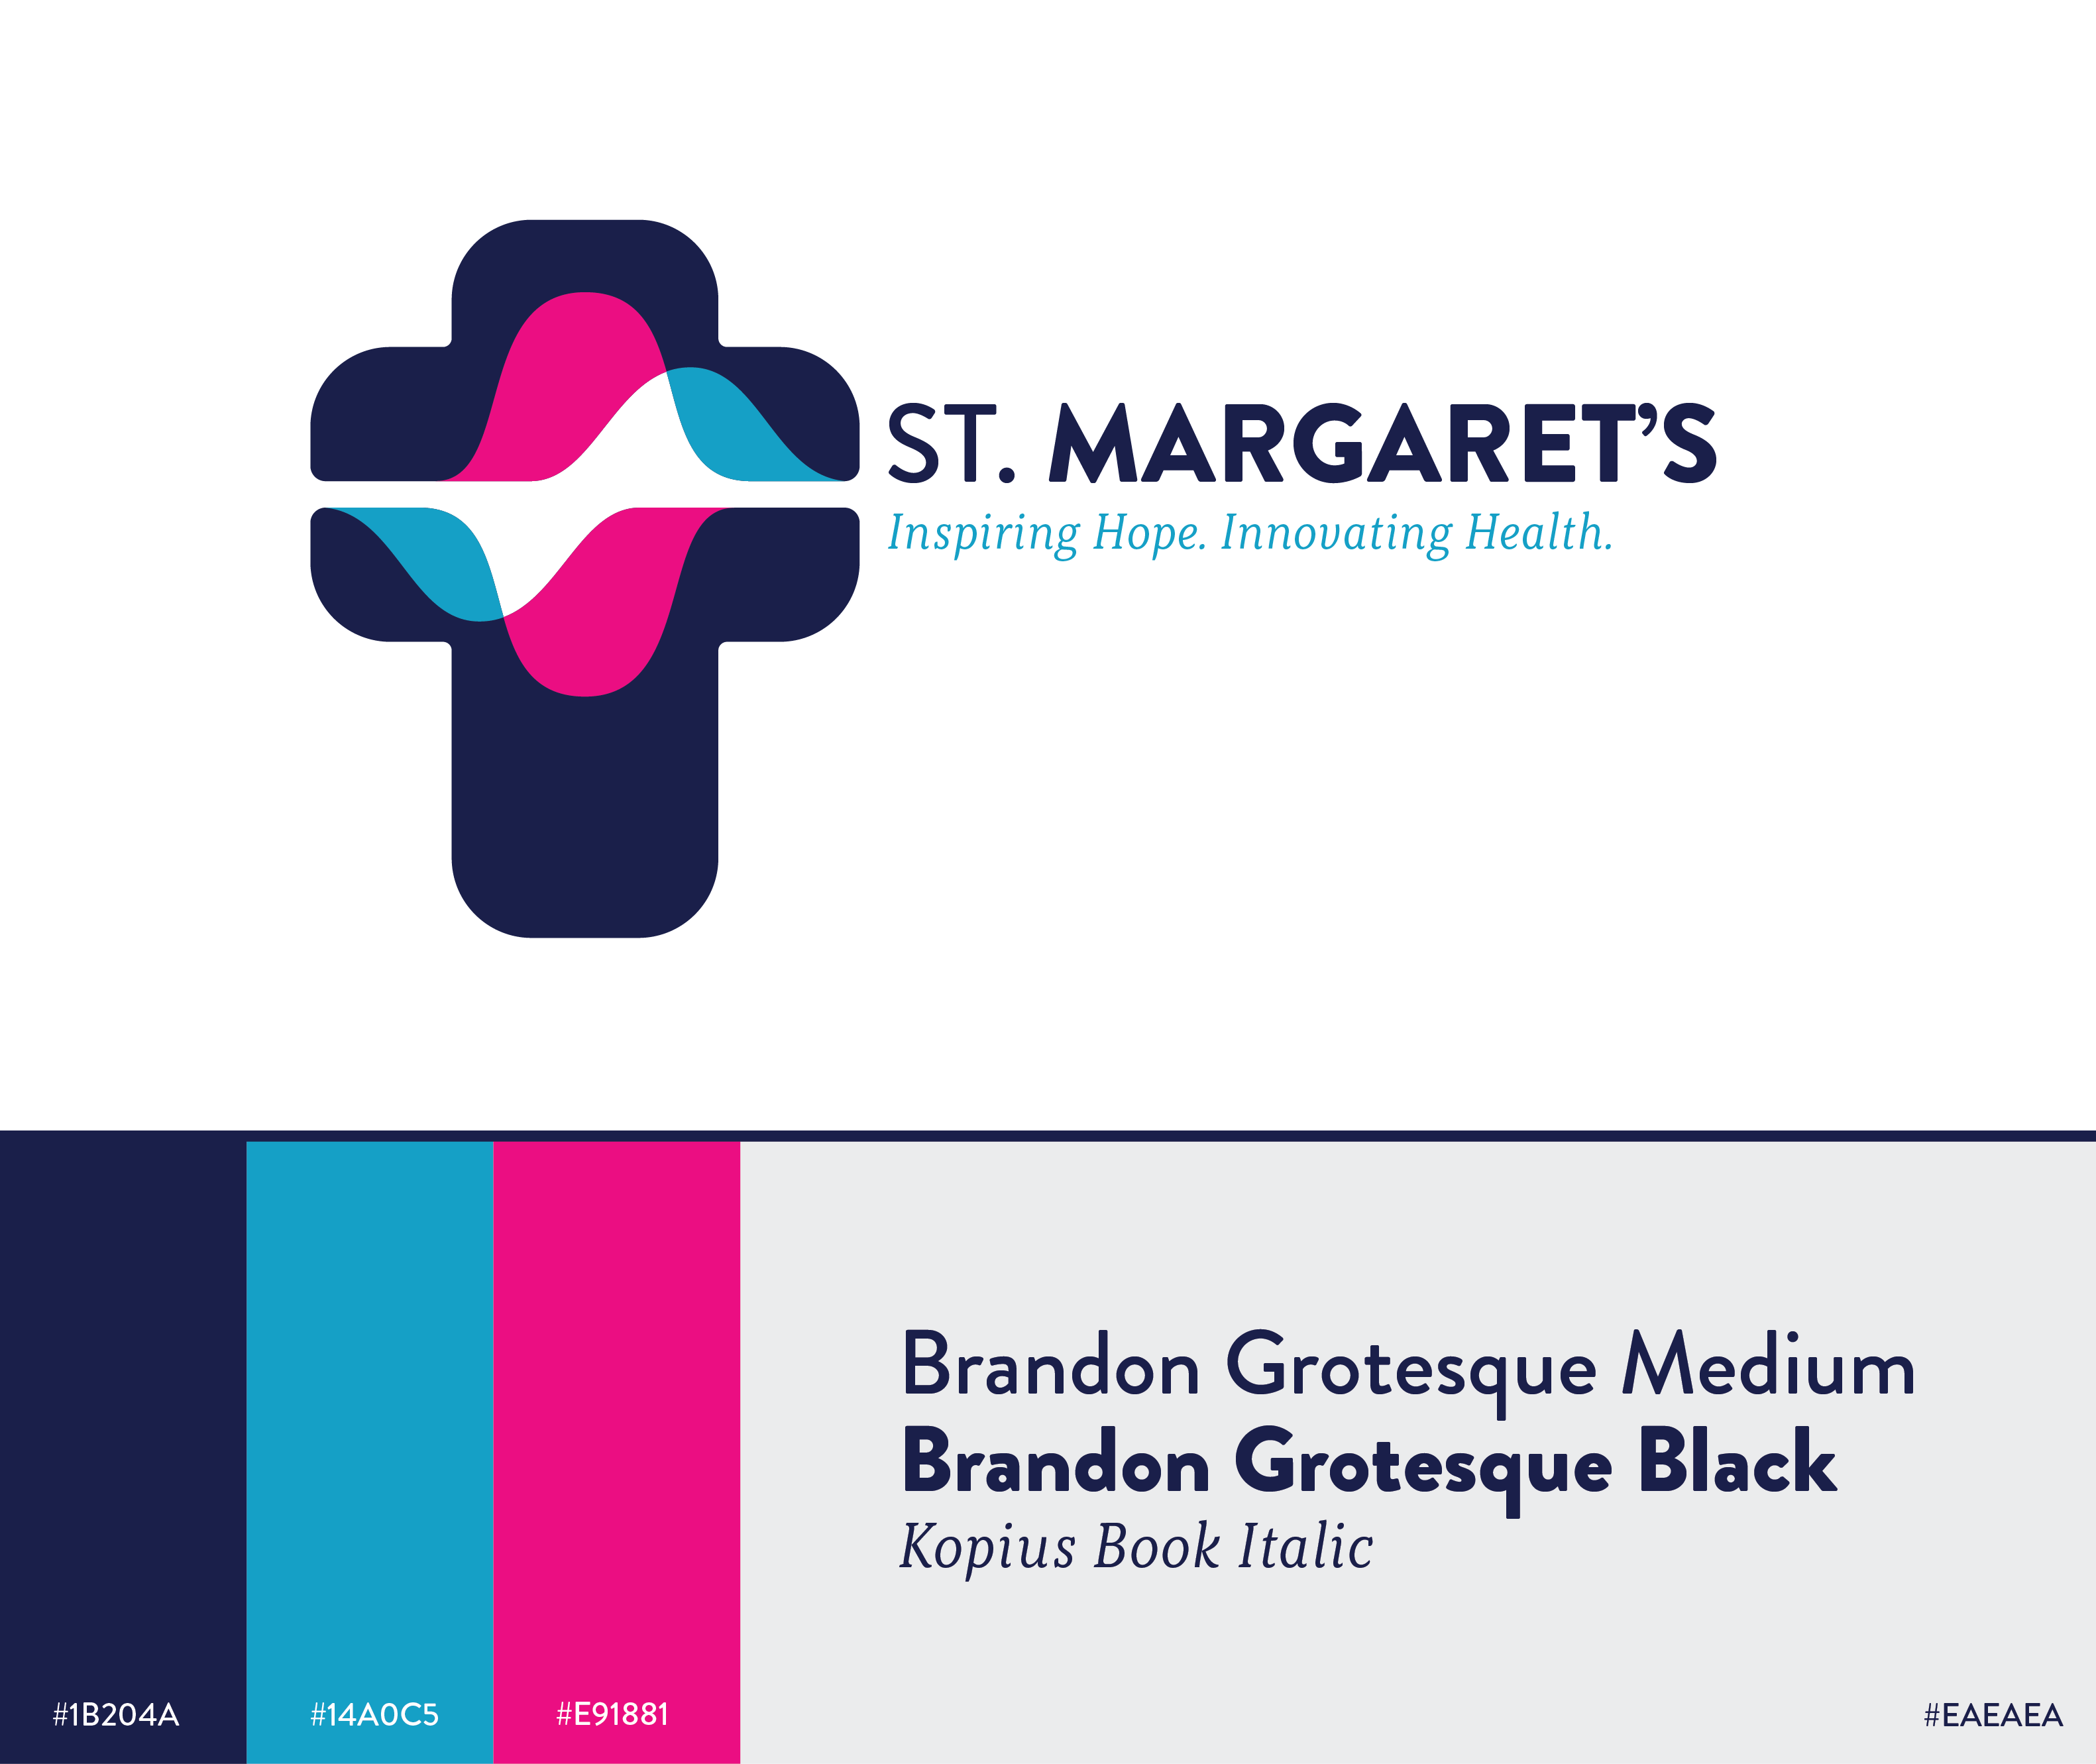 ST. MARGARET’S
Inspiring Hope. Innovating Health.
Brandon Grotesque Medium
Brandon Grotesque Black
Kopius Book Italic
#1B204A
#14A0C5
#E91881
#EAEAEA